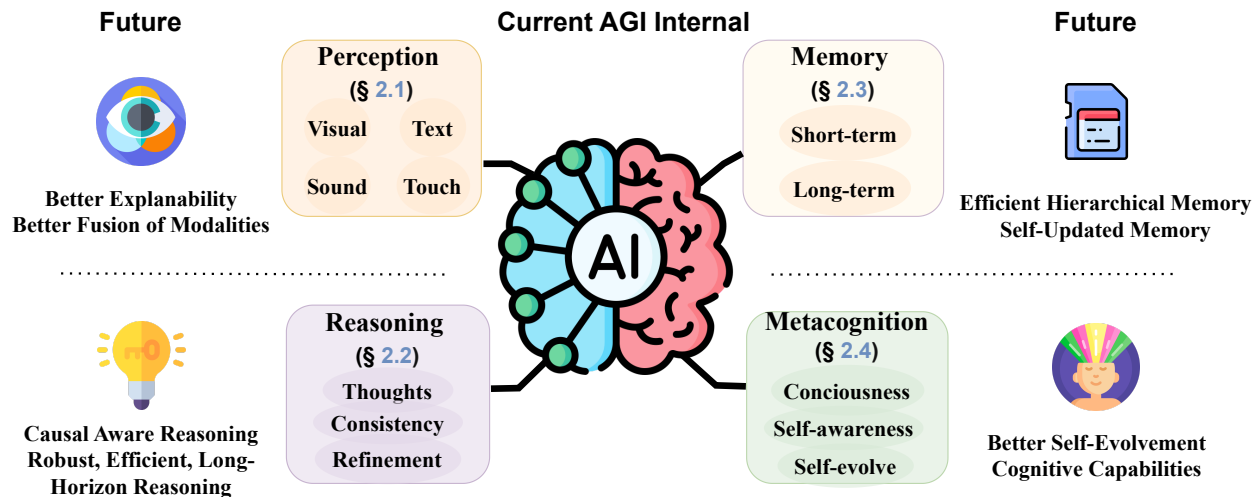 Future
Current AGI Internal
Future
Perception
(§ 2.1)
Visual
Text
Sound
Touch
Better Explanability
Better Fusion of Modalities
Memory
(§ 2.3)
Short-term
Long-term
Efficient Hierarchical Memory
Self-Updated Memory
AI
Reasoning
(§ 2.2)
Thoughts
Consistency
Refinement
Causal Aware Reasoning
Robust, Efficient, Long-
Horizon Reasoning
Metacognition
(§ 2.4)
Conciousness
Self-awareness
Self-evolve
Better Self-Evolvement
Cognitive Capabilities